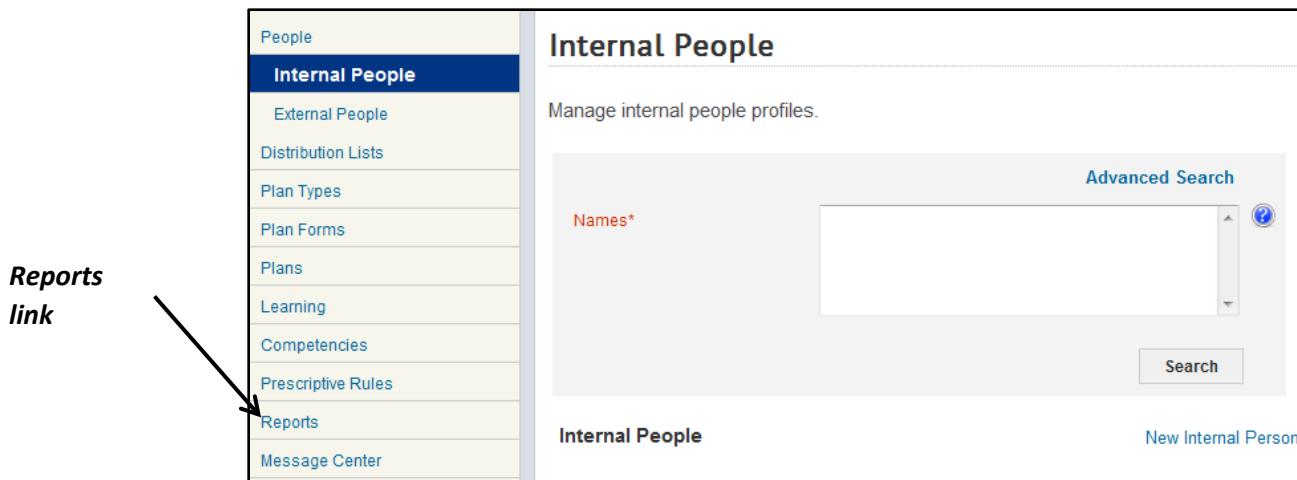 Reports
link
People
Internal People
External People
Distribution Lists
Plan Types
Plan Forms
Plans
Learning
Competencies
Prescriptive Rules
Reports
Message Center
Internal People
Manage internal people profiles.
Advanced Search
Names*
?
Search
Internal People
New Internal Person